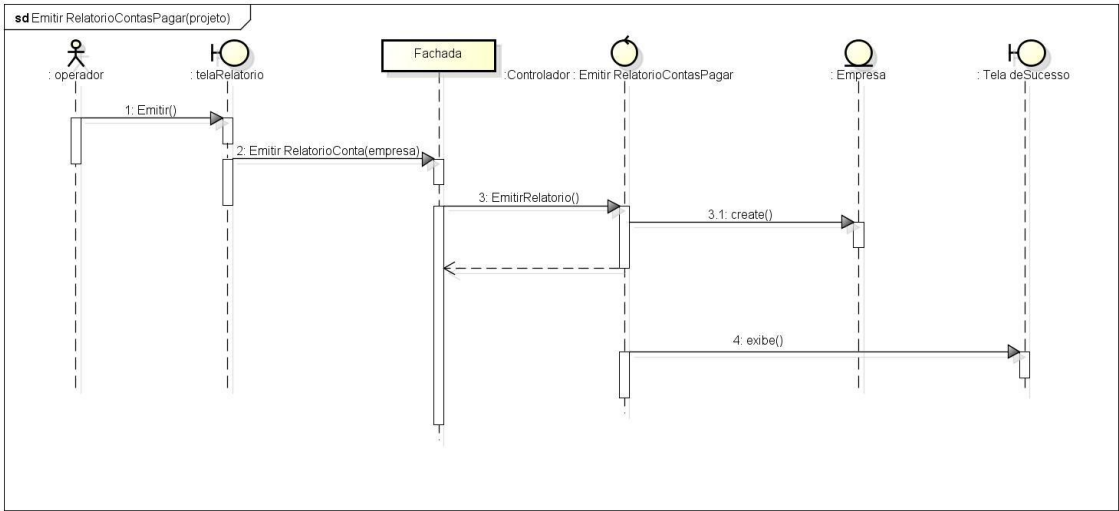 sd Emitir RelatorioContasPagar(projeto)
: operador
: telaRelatorio
Fachada
:Controlador : Emitir RelatorioContasPagar
: Empresa
: Tela deSucesso
1: Emitir()
2: Emitir RelatorioConta(empresa)
3: EmitirRelatorio()
3.1: create()
4: exibe()